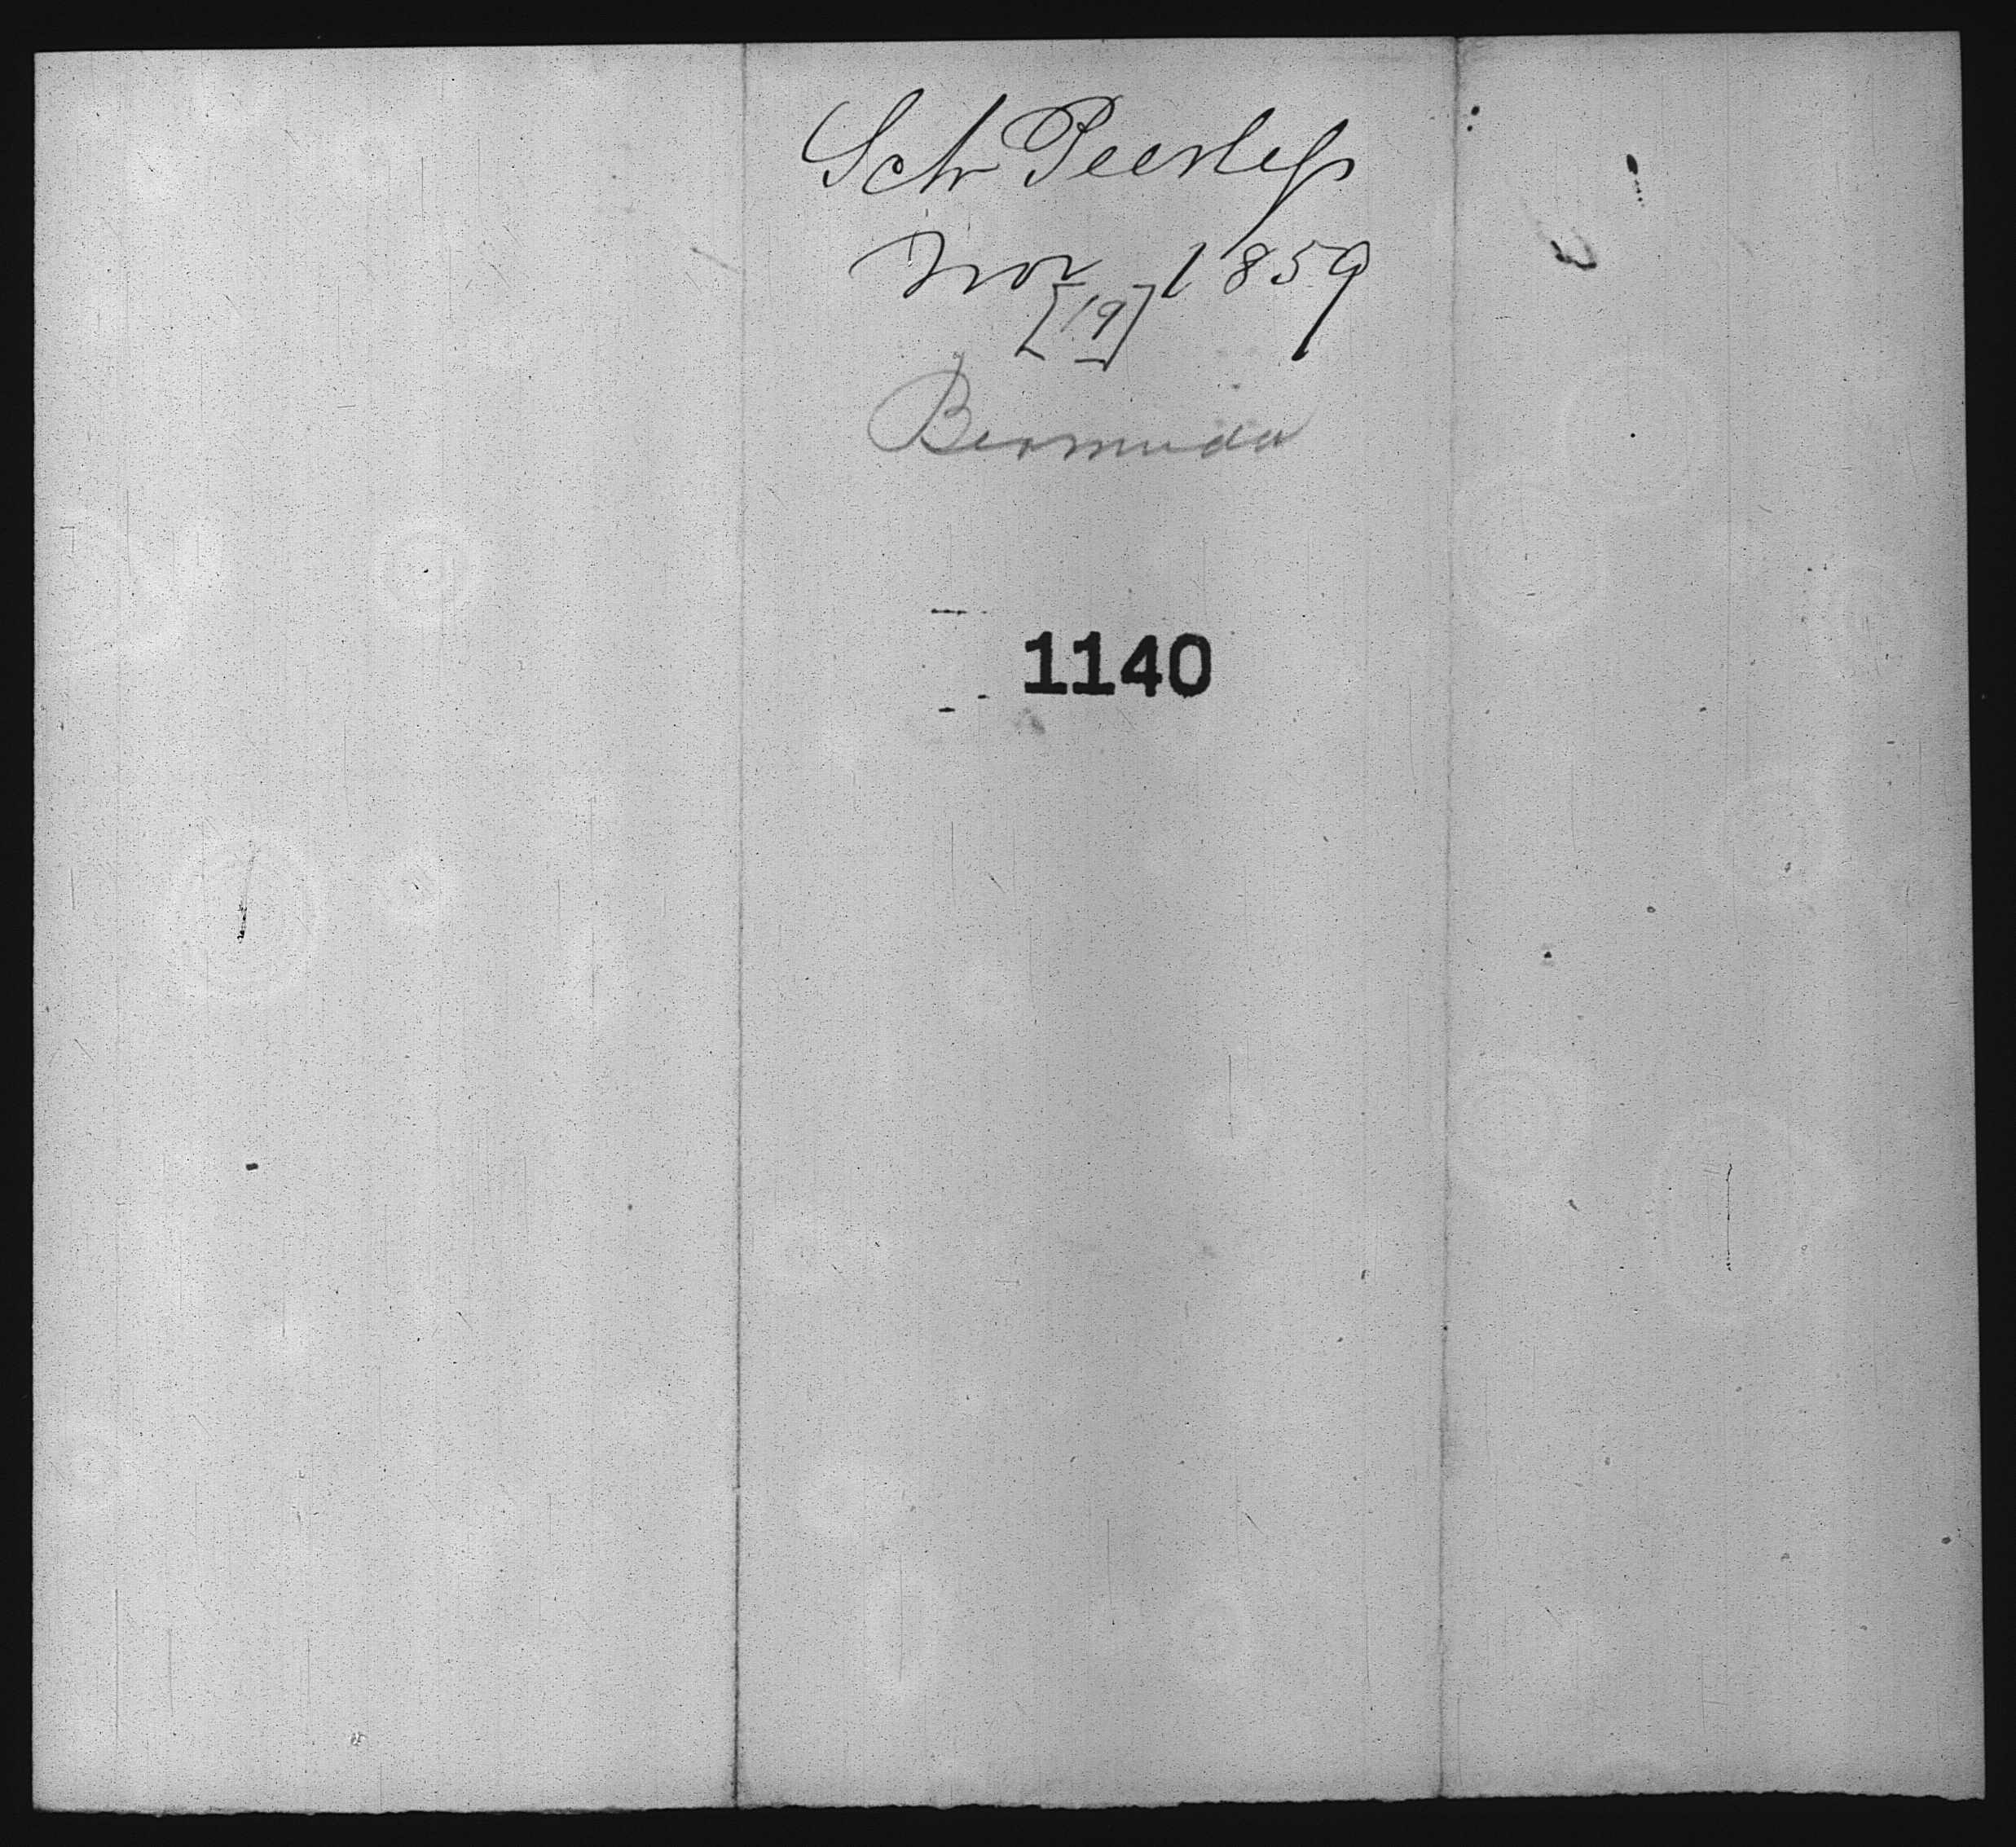 Schr Peerless
Nov 1859
[19]
Bermuda
1140